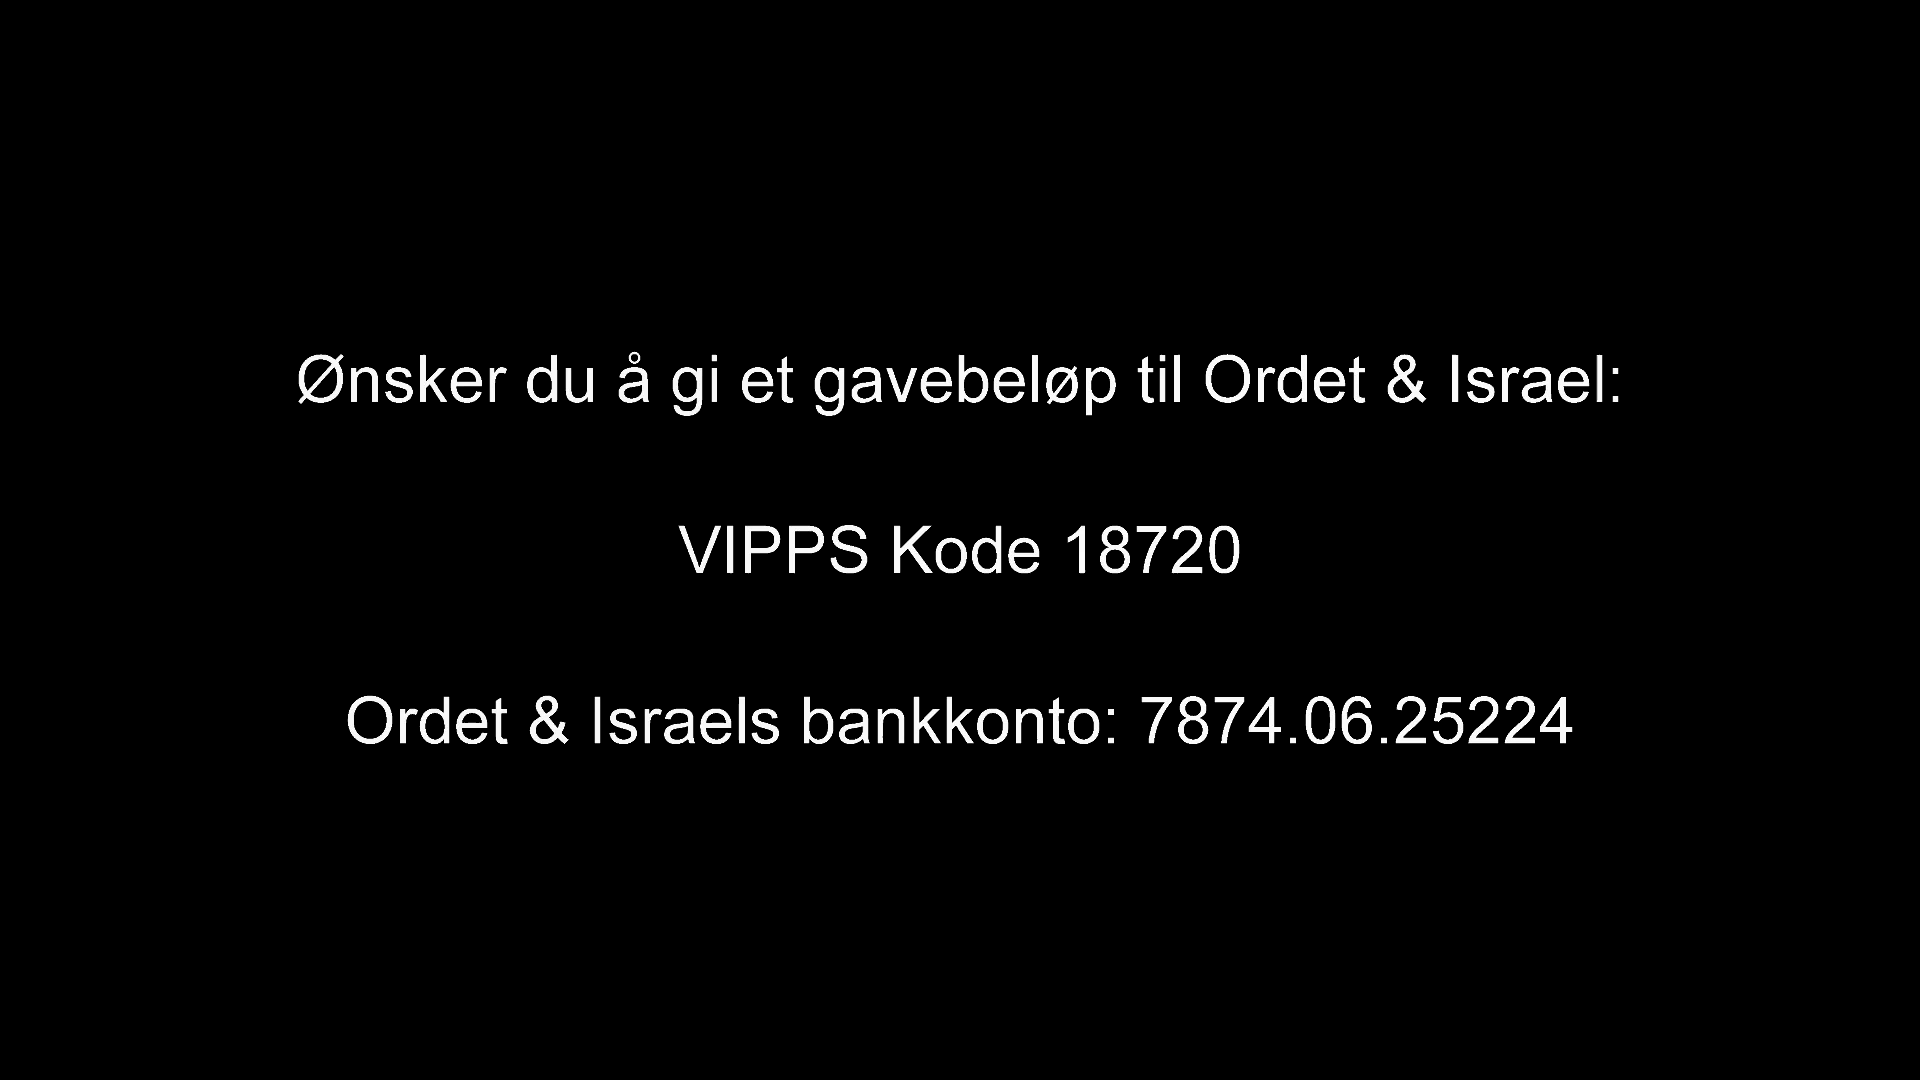 Ønsker du å gi et gavebeløp til Ordet & Israel:
VIPPS Kode 18720
Ordet & Israels bankkonto: 7874.06.25224